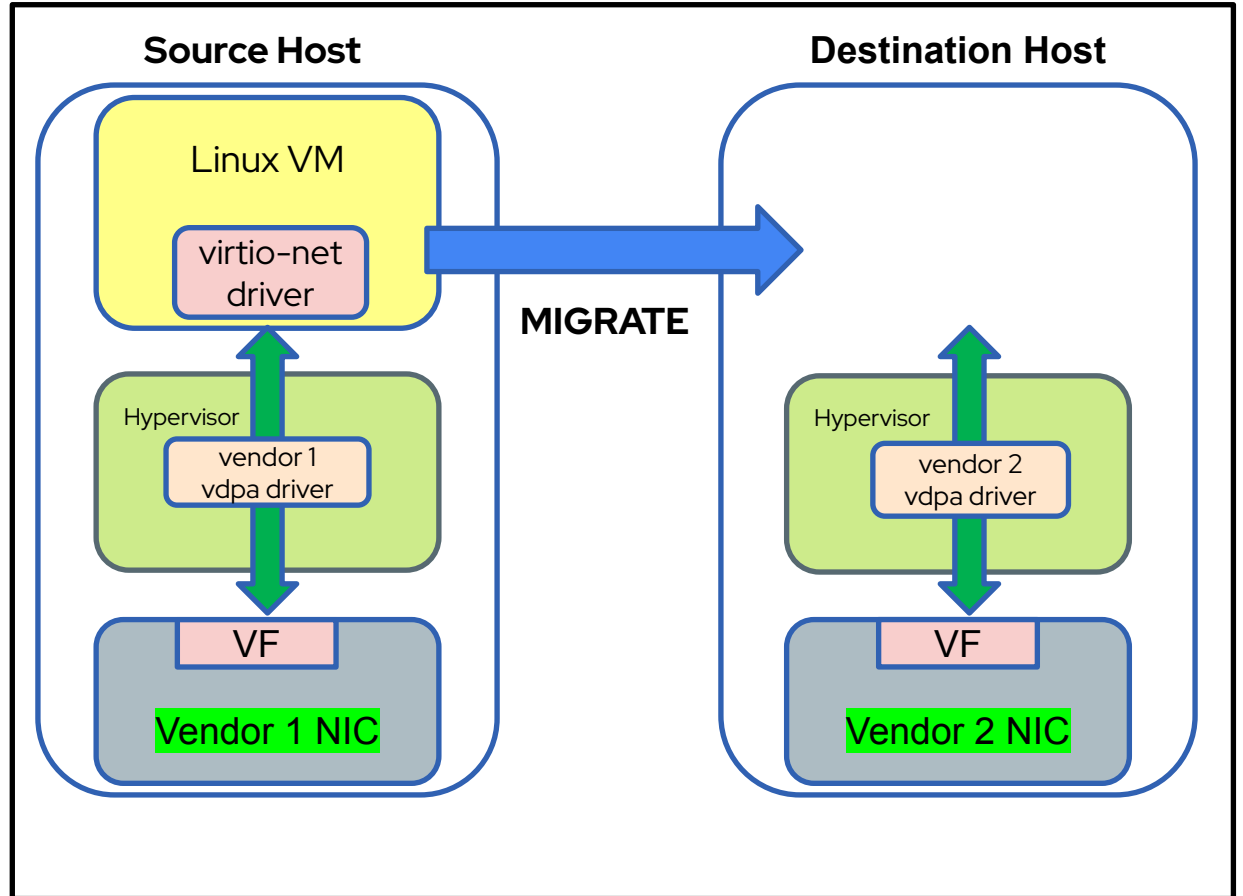 Source Host
Linux VM
virtio-net
driver
Hypervisor
vendor 1
vdpa driver
VF
Vendor 1 NIC
MIGRATE
Destination Host
Hypervisor
vendor 2
vdpa driver
VF
Vendor 2 NIC